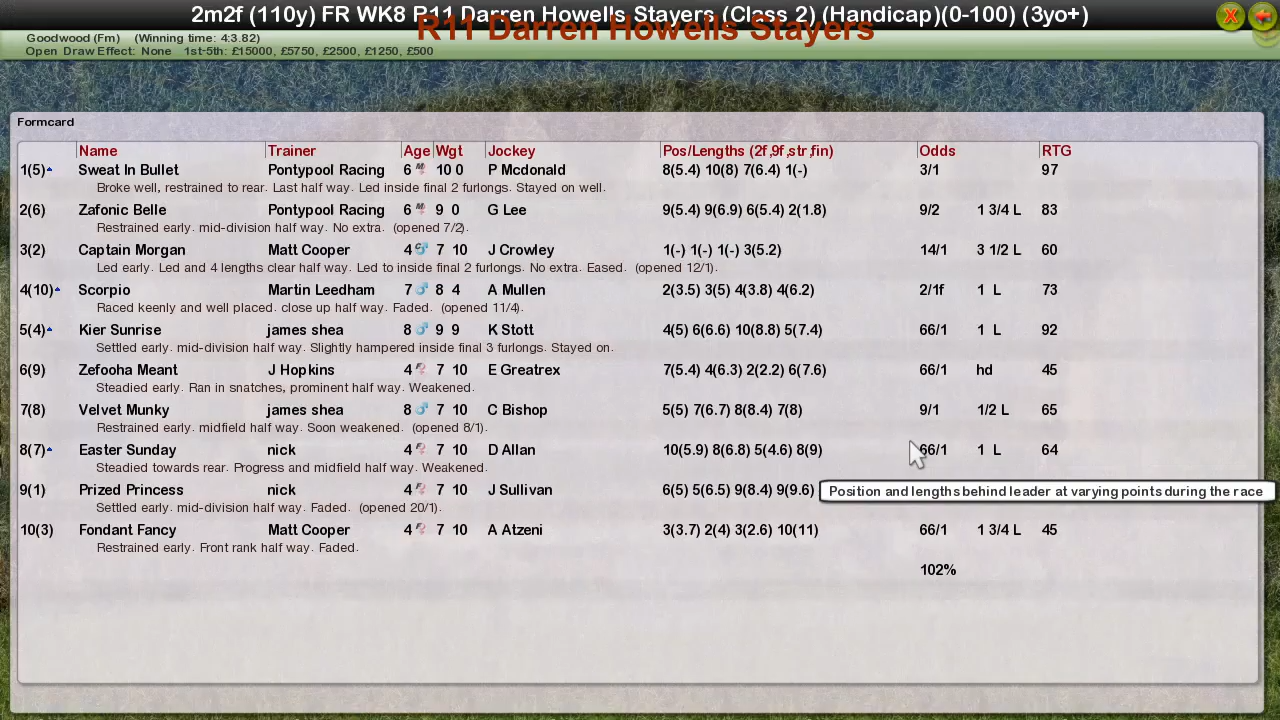 2m2f (110y) FR WK8 R11 Darren Howells Stayers (Class 2) (Handicap)(0-100) (3yo+)
R11 Darren Howells Stayers
Goodwood (Fm) (Winning time: 4:3.82)
Open Draw Effect: None 1st-5th: £15000, £5750, £2500, £1250, £500
Formcard
Name Trainer Age Wgt Jockey Pos/Lengths (2f,9f,str,fin) Odds RTG
1(5) Sweat In Bullet Pontypool Racing 6 10 0 P Mcdonald 8(5.4) 10(8) 7(6.4) 1(-) 3/1 97
Broke well, restrained to rear. Last half way. Led inside final 2 furlongs. Stayed on well.
2(6) Zafonic Belle Pontypool Racing 6 9 0 G Lee 9(5.4) 9(6.9) 6(5.4) 2(1.8) 9/2 1 3/4 L 83
Restrained early. mid-division half way. No extra. (opened 7/2).
3(2) Captain Morgan Matt Cooper 4 7 10 J Crowley 1(-) 1(-) 1(-) 3(5.2) 14/1 3 1/2 L 60
Led early. Led and 4 lengths clear half way. Led to inside final 2 furlongs. No extra. Eased. (opened 12/1).
4(10) Scorpio Martin Leedham 7 8 4 A Mullen 2(3.5) 3(5) 4(3.8) 4(6.2) 2/1f 1 L 73
Raced keenly and well placed. close up half way. Faded. (opened 11/4).
5(4) Kier Sunrise james shea 8 9 9 K Stott 4(5) 6(6.6) 10(8.8) 5(7.4) 66/1 1 L 92
Settled early. mid-division half way. Slightly hampered inside final 3 furlongs. Stayed on.
6(9) Zefooha Meant J Hopkins 4 7 10 E Greatrex 7(5.4) 4(6.3) 2(2.2) 6(7.6) 66/1 hd 45
Steadied early. Ran in snatches, prominent half way. Weakened.
7(8) Velvet Munky james shea 8 7 10 C Bishop 5(5) 7(6.7) 8(8.4) 7(8) 9/1 1/2 L 65
Restrained early. midfield half way. Soon weakened. (opened 8/1).
8(7) Easter Sunday nick 4 7 10 D Allan 10(5.9) 8(6.8) 5(4.6) 8(9) 66/1 1 L 64
Steadied towards rear. Progress and midfield half way. Weakened.
9(1) Prized Princess nick 4 7 10 J Sullivan 6(5) 5(6.5) 9(8.4) 9(9.6)
Position and lengths behind leader at varying points during the race
Settled early. mid-division half way. Faded. (opened 20/1).
10(3) Fondant Fancy Matt Cooper 4 7 10 A Atzeni 3(3.7) 2(4) 3(2.6) 10(11) 66/1 1 3/4 L 45
Restrained early. Front rank half way. Faded.
102%